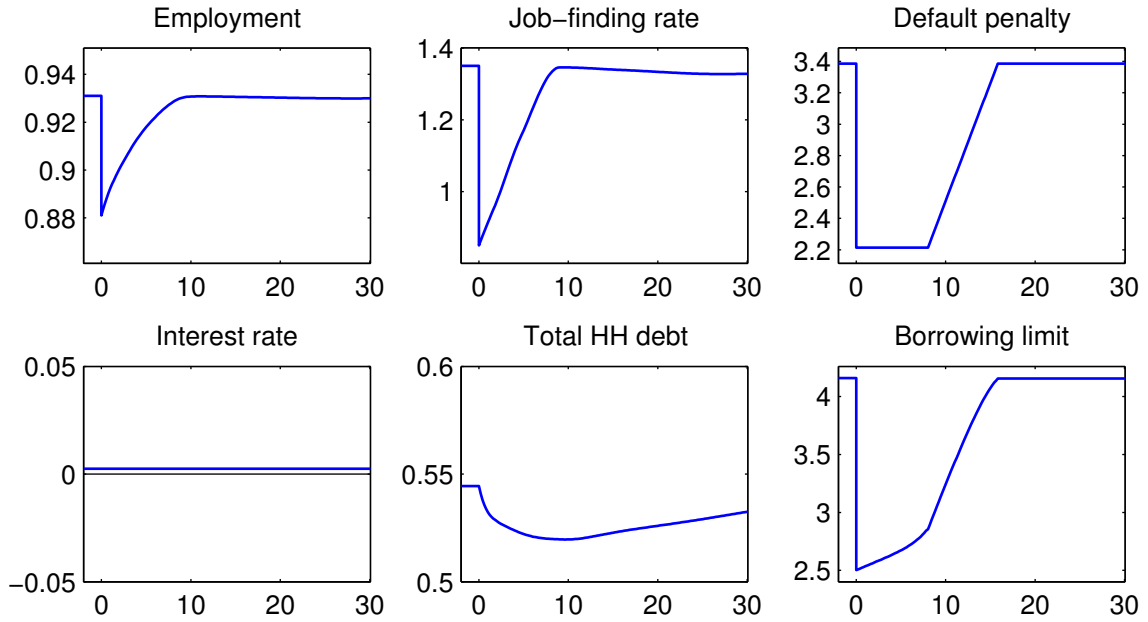 Employment
0.94
0.92
0.9
0.88
0 10 20 30
Job−finding rate
1.4
1.2
1
0 10 20 30
Default penalty
3.4
3.2
3
2.8
2.6
2.4
2.2
0 10 20 30
Interest rate
0.05
0
−0.05
0 10 20 30
Total HH debt
0.6
0.55
0.5
0 10 20 30
Borrowing limit
4
3.5
3
2.5
0 10 20 30